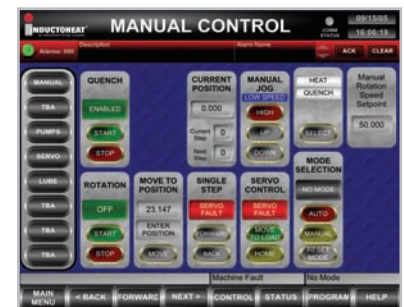 INDUCTOHEAT
MANUAL CONTROL
COMM STATUS
09/15/05
16:06:19
Alarms: ###
Description
Alarm Name
ACK
CLEAR
MANUAL
TBA
PUMPS
SERVO
LUBE
TBA
TBA
TBA
QUENCH
ENABLED
START
STOP
CURRENT POSITION
0.000
Current Step
0
Next Step
0
MANUAL JOG
LOW SPEED
HIGH
UP
DOWN
HEAT
QUENCH
SELECT
Manual
Rotation
Speed
Setpoint
50.000
ROTATION
OFF
START
STOP
MOVE TO POSITION
23.147
ENTER POSITION
MOVE
SINGLE STEP
SERVO FAULT
FORWARD
BACK
SERVO CONTROL
SERVO FAULT
MOVE TO LOAD
HOME
MODE SELECTION
NO MODE
AUTO
MANUAL
RESET MODE
Machine Fault
No Mode
MAIN MENU
< BACK
FORWARD
NEXT >
CONTROL
STATUS
PROGRAM
HELP